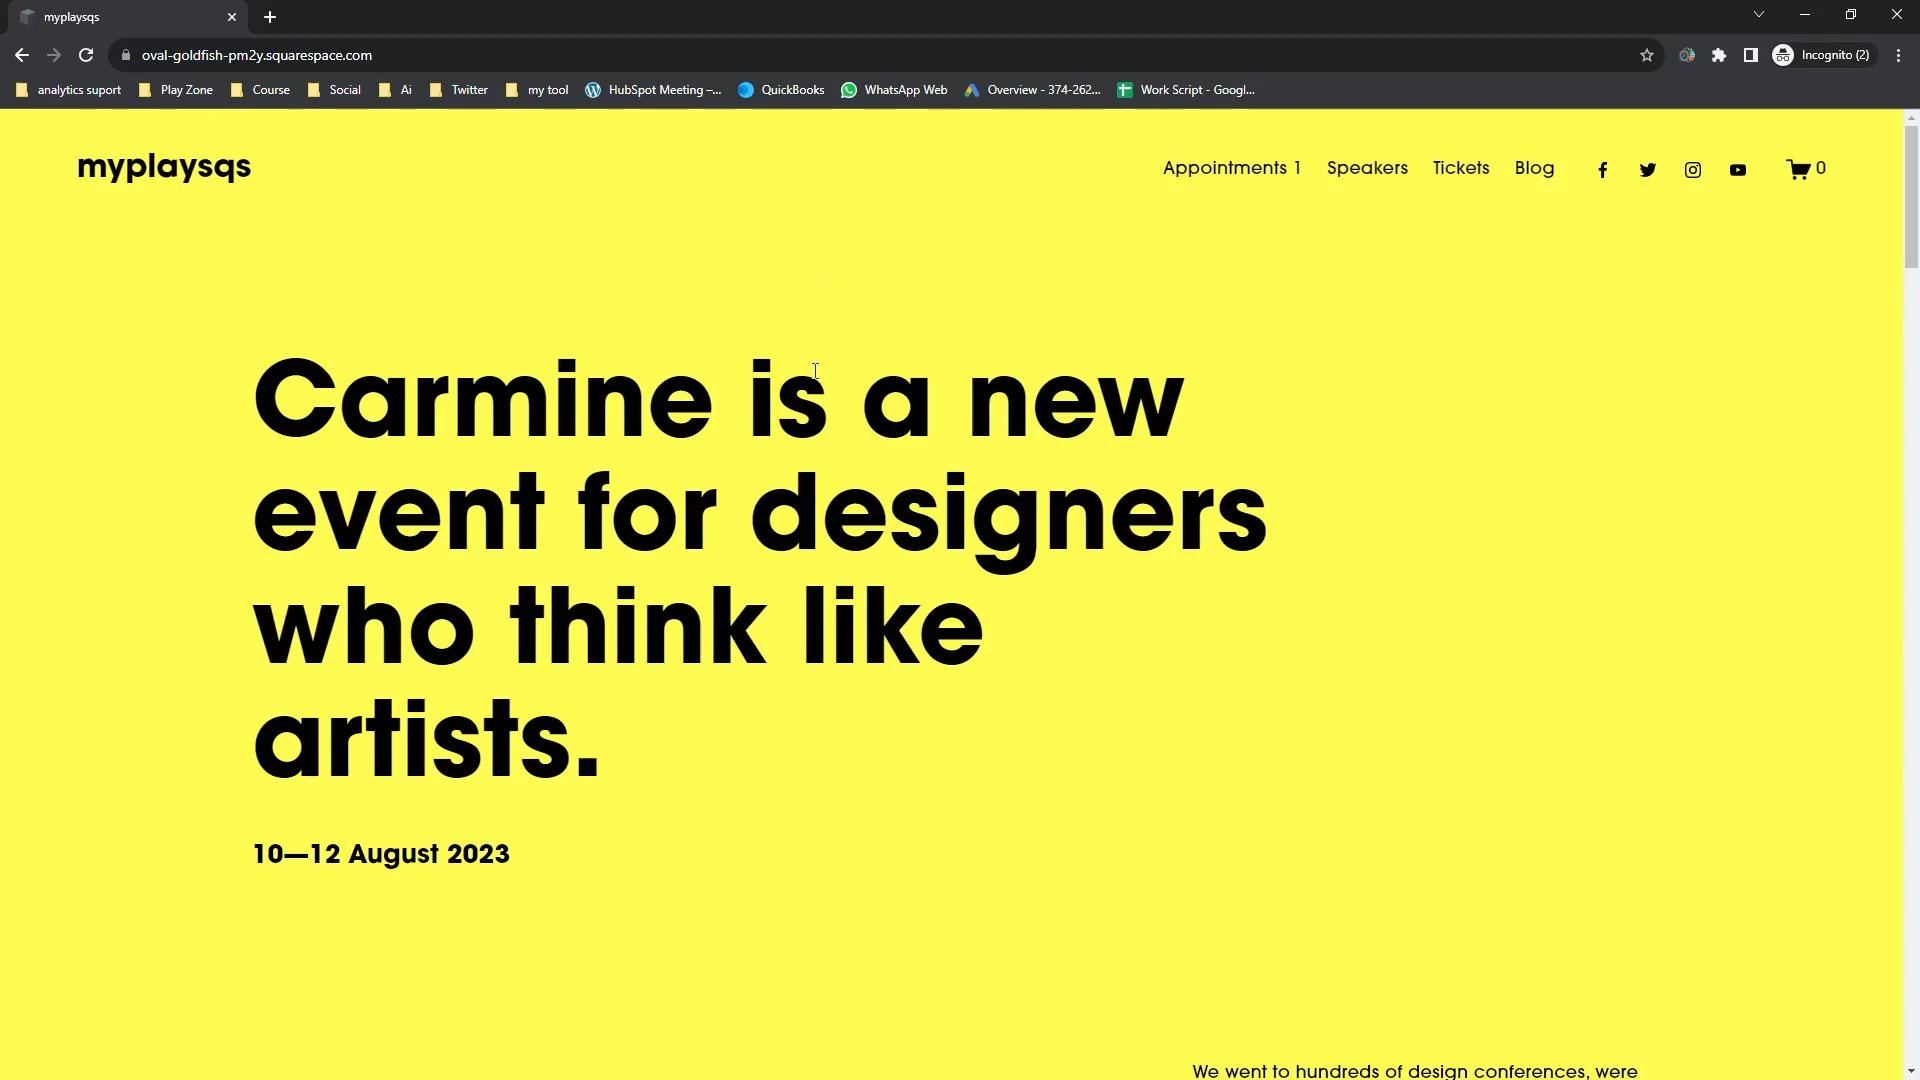 myplaysqs
oval-goldfish-pm2y.squarespace.com
Incognito (2)
analytics suport Play Zone Course Social Ai Twitter my tool HubSpot Meeting –... QuickBooks WhatsApp Web Overview - 374-262... Work Script - Googl...
myplaysqs
Appointments 1 Speakers Tickets Blog 0
Carmine is a new
event for designers
who think like
artists.
10—12 August 2023
We went to hundreds of design conferences, were